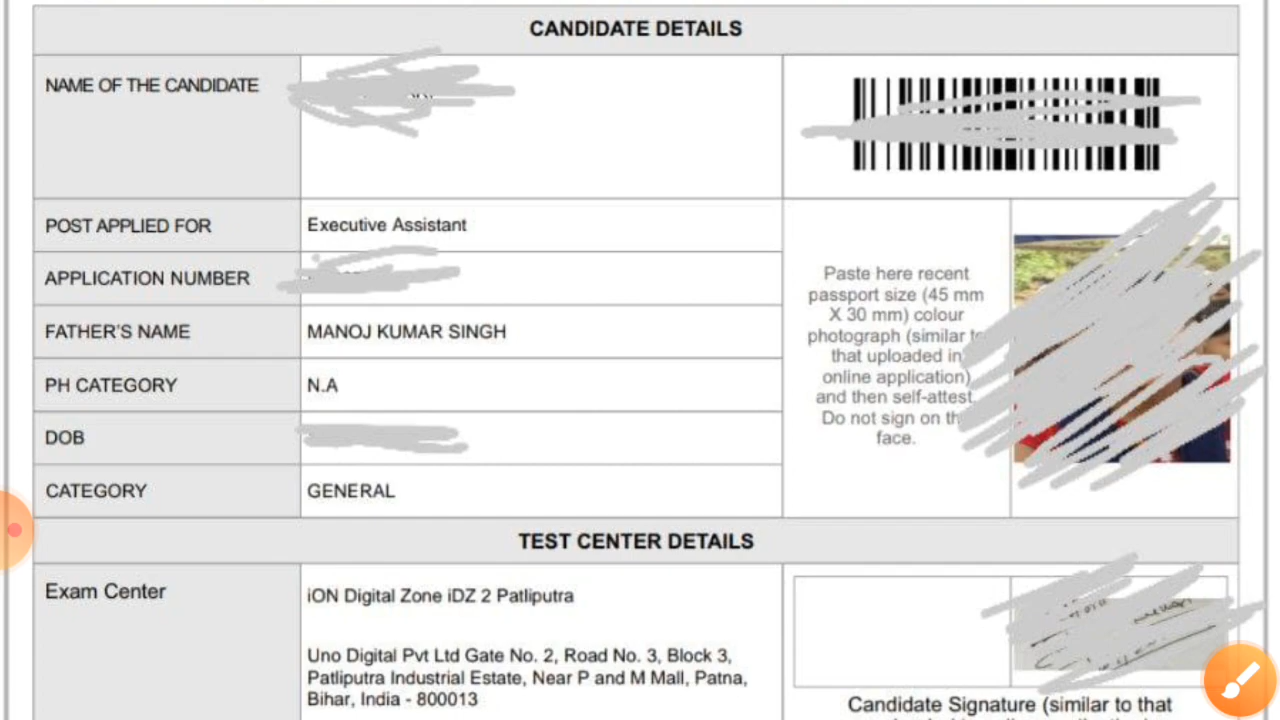 CANDIDATE DETAILS
NAME OF THE CANDIDATE
POST APPLIED FOR
Executive Assistant
APPLICATION NUMBER
FATHER'S NAME
MANOJ KUMAR SINGH
PH CATEGORY
N.A
DOB
CATEGORY
GENERAL
Paste here recent
passport size (45 mm
X 30 mm) colour
photograph (similar
that uploaded in
online application)
and then self-attest.
Do not sign on
face.
TEST CENTER DETAILS
Exam Center
iON Digital Zone iDZ 2 Patliputra
Uno Digital Pvt Ltd Gate No. 2, Road No. 3, Block 3,
Patliputra Industrial Estate, Near P and M Mall, Patna,
Bihar, India - 800013
Candidate Signature (similar to that